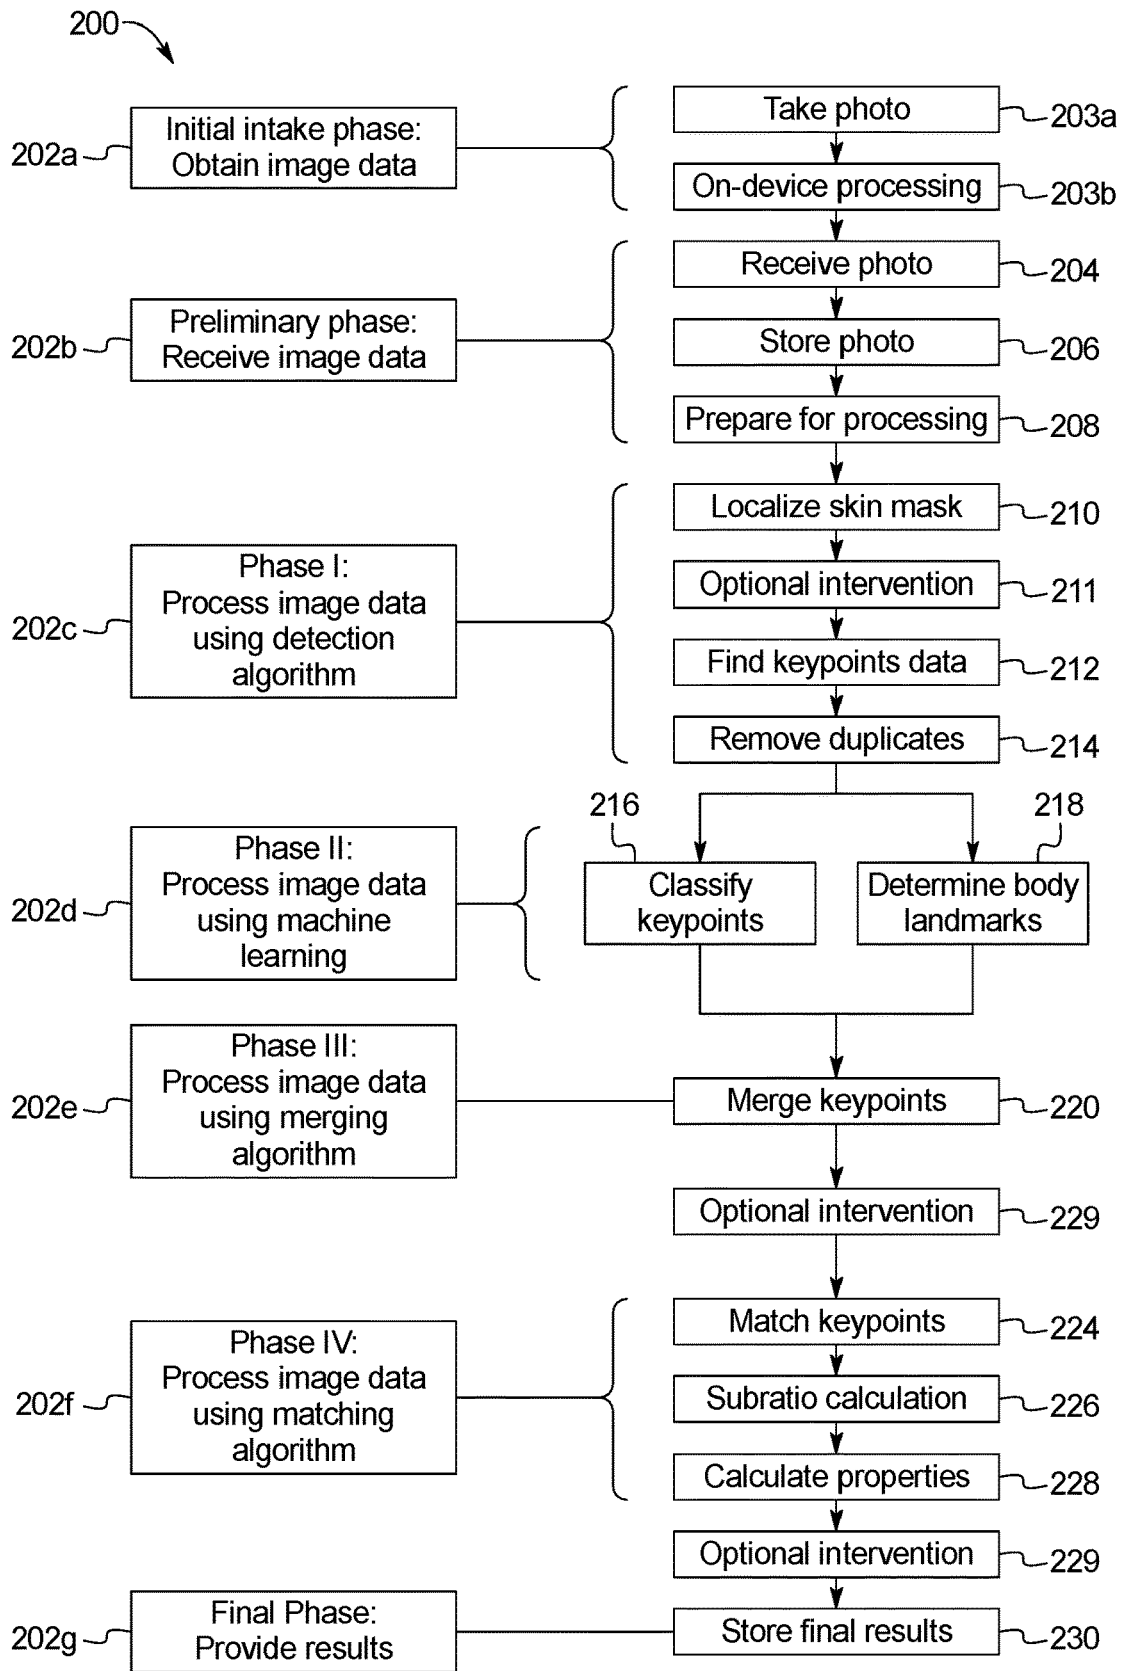 200
202a
Initial intake phase:
Obtain image data
Take photo
203a
On-device processing
203b
202b
Preliminary phase:
Receive image data
Receive photo
204
Store photo
206
Prepare for processing
208
202c
Phase I:
Process image data
using detection
algorithm
Localize skin mask
210
Optional intervention
211
Find keypoints data
212
Remove duplicates
214
202d
Phase II:
Process image data
using machine
learning
216
Classify
keypoints
218
Determine body
landmarks
202e
Phase III:
Process image data
using merging
algorithm
Merge keypoints
220
Optional intervention
229
202f
Phase IV:
Process image data
using matching
algorithm
Match keypoints
224
Subratio calculation
226
Calculate properties
228
Optional intervention
229
202g
Final Phase:
Provide results
Store final results
230